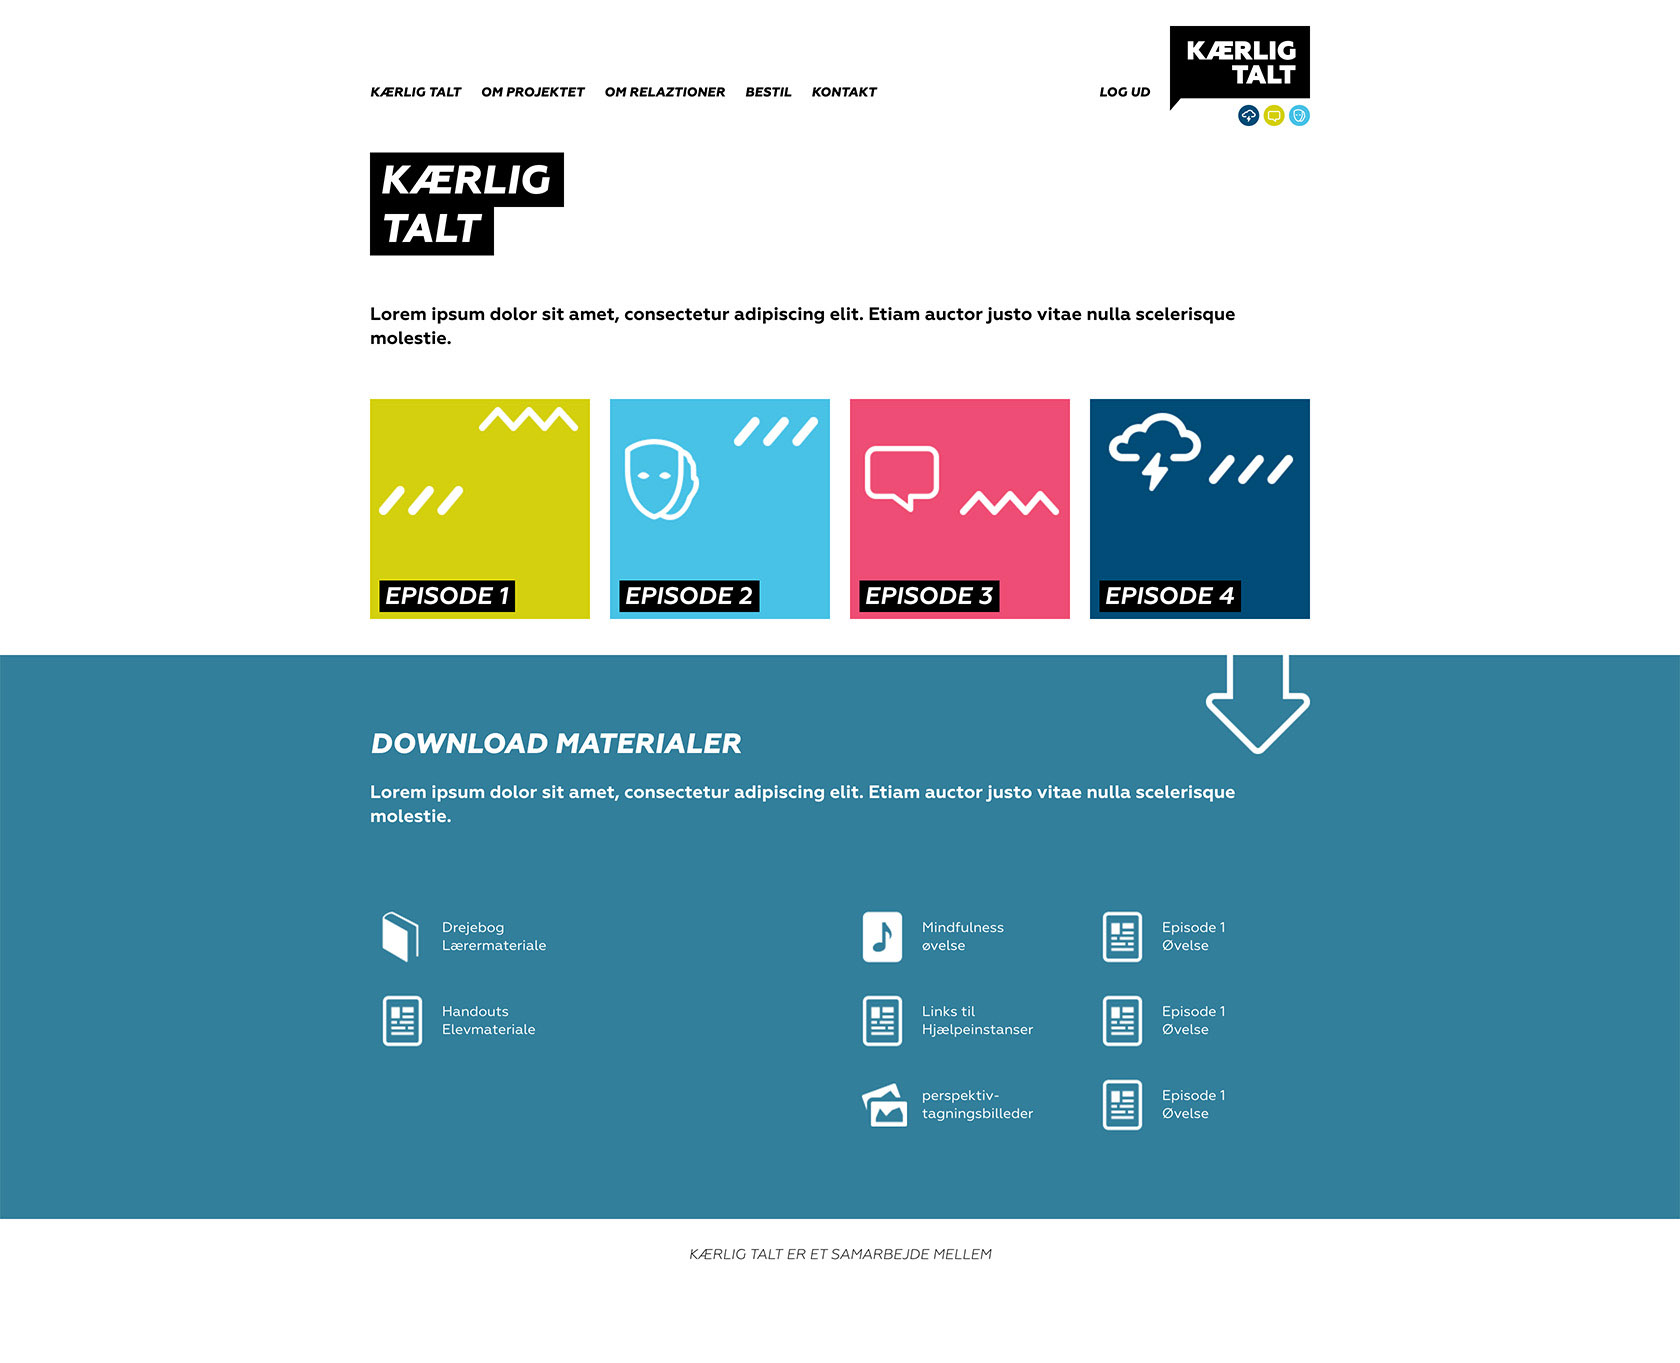 KÆRLIG TALT OM PROJEKTET OM RELAZTIONER BESTIL KONTAKT LOG UD
KÆRLIG
TALT
KÆRLIG
TALT
Lorem ipsum dolor sit amet, consectetur adipiscing elit. Etiam auctor justo vitae nulla scelerisque
molestie.
EPISODE 1
EPISODE 2
EPISODE 3
EPISODE 4
DOWNLOAD MATERIALER
Lorem ipsum dolor sit amet, consectetur adipiscing elit. Etiam auctor justo vitae nulla scelerisque
molestie.
Drejebog
Lærermateriale
Handouts
Elevmateriale
Mindfulness
øvelse
Links til
Hjælpeinstanser
perspektiv-
tagningsbilleder
Episode 1
Øvelse
Episode 1
Øvelse
Episode 1
Øvelse
KÆRLIG TALT ER ET SAMARBEJDE MELLEM